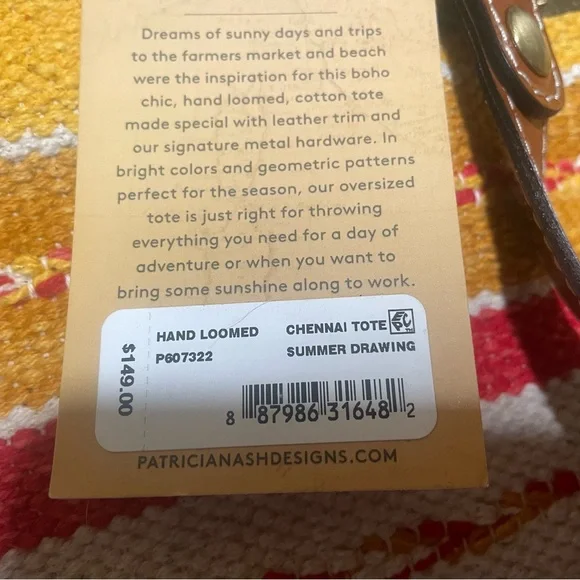 Dreams of sunny days and trips
to the farmers market and beach
were the inspiration for this boho
chic, hand loomed, cotton tote
made special with leather trim and
our signature metal hardware. In
bright colors and geometric patterns
perfect for the season, our oversized
tote is just right for throwing
everything you need for a day of
adventure or when you want to
bring some sunshine along to work.
$149.00
HAND LOOMED CHENNAI TOTE
P607322 SUMMER DRAWING
8 87986 31648 2
PATRICIANASHDESIGNS.COM